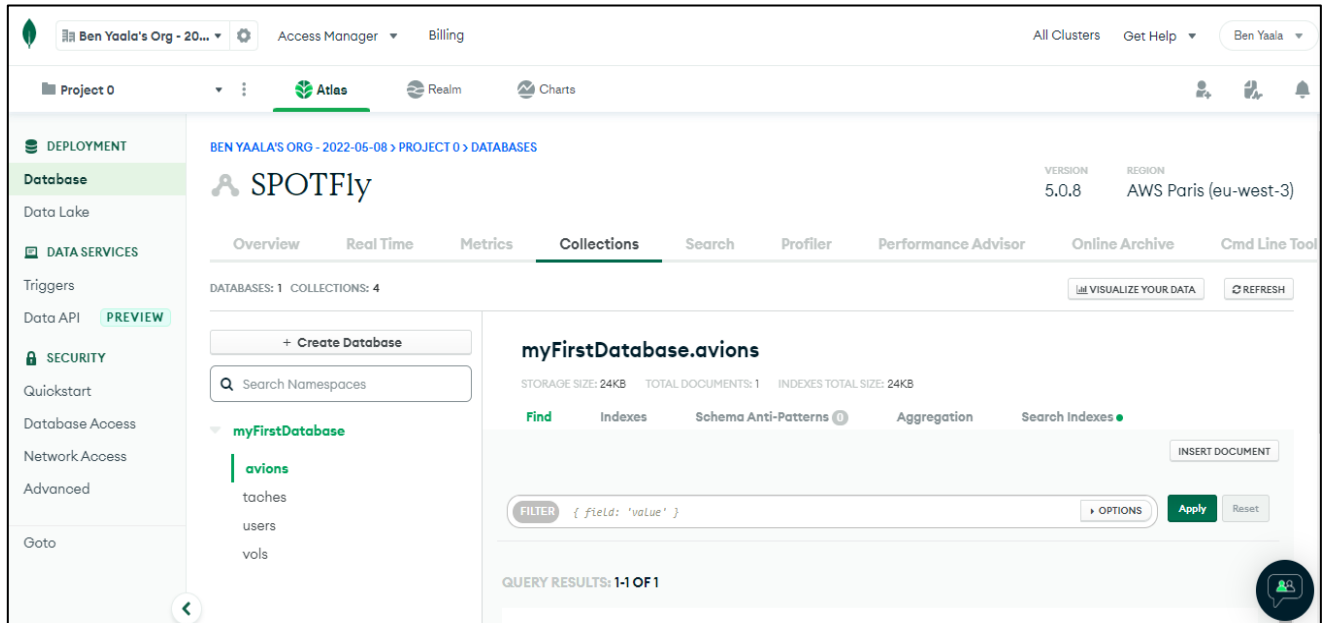 Ben Yaala's Org - 20... Access Manager Billing All Clusters Get Help Ben Yaala
Project 0 Atlas Realm Charts
DEPLOYMENT
Database
Data Lake
DATA SERVICES
Triggers
Data API PREVIEW
SECURITY
Quickstart
Database Access
Network Access
Advanced
Goto
BEN YAALA'S ORG - 2022-05-08 > PROJECT 0 > DATABASES
SPOTFly
VERSION REGION
5.0.8 AWS Paris (eu-west-3)
Overview Real Time Metrics Collections Search Profiler Performance Advisor Online Archive Cmd Line Tool
DATABASES: 1 COLLECTIONS: 4 VISUALIZE YOUR DATA REFRESH
+ Create Database
Search Namespaces
myFirstDatabase
avions
taches
users
vols
myFirstDatabase.avions
STORAGE SIZE: 24KB TOTAL DOCUMENTS: 1 INDEXES TOTAL SIZE: 24KB
Find Indexes Schema Anti-Patterns 0 Aggregation Search Indexes
INSERT DOCUMENT
FILTER { field: 'value' } OPTIONS Apply Reset
QUERY RESULTS: 1-1 OF 1